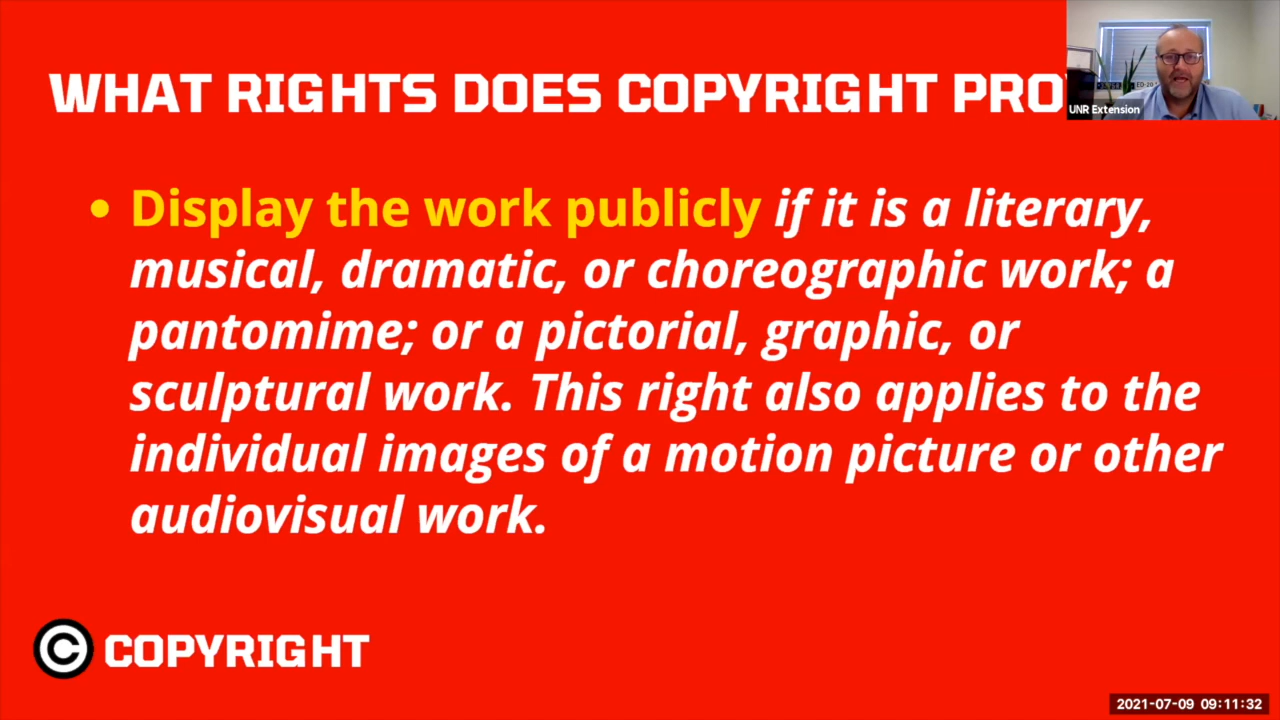 WHAT RIGHTS DOES COPYRIGHT PRO
UNR Extension
• Display the work publicly if it is a literary,
musical, dramatic, or choreographic work; a
pantomime; or a pictorial, graphic, or
sculptural work. This right also applies to the
individual images of a motion picture or other
audiovisual work.
© COPYRIGHT
2021-07-09 09:11:32